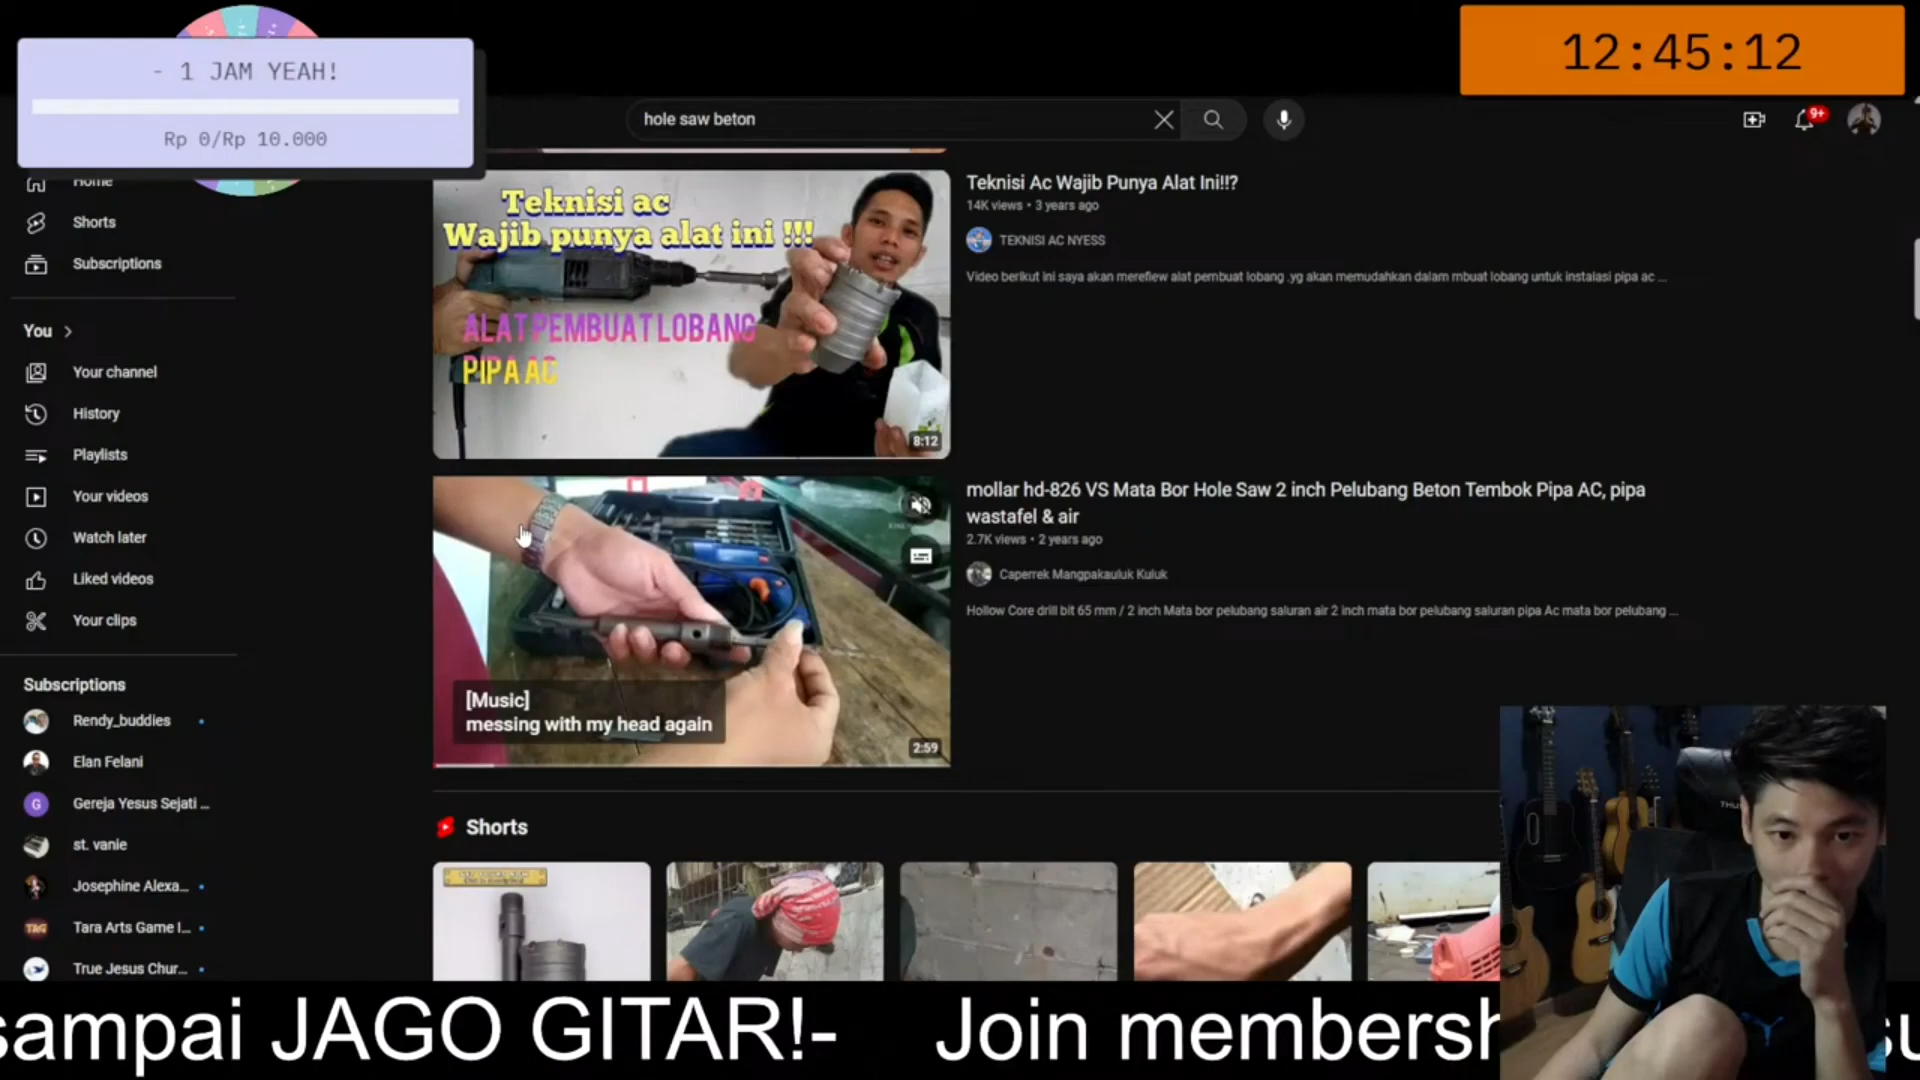 - 1 JAM YEAH!
Rp 0/Rp 10.000
12:45:12
hole saw beton
9+
Home
Shorts
Subscriptions
You
Your channel
History
Playlists
Your videos
Watch later
Liked videos
Your clips
Subscriptions
Rendy_buddies
Elan Felani
G
Gereja Yesus Sejati ...
st. vanie
Josephine Alexa...
TAG
Tara Arts Game I...
True Jesus Chur...
Teknisi ac
Wajib punya alat ini !!!
ALAT PEMBUAT LOBANG
PIPA AC
8:12
Teknisi Ac Wajib Punya Alat Ini!!?
14K views • 3 years ago
TEKNISI AC NYESS
Video berikut ini saya akan merefiew alat pembuat lobang .yg akan memudahkan dalam mbuat lobang untuk instalasi pipa ac ...
[Music]
messing with my head again
2:59
mollar hd-826 VS Mata Bor Hole Saw 2 inch Pelubang Beton Tembok Pipa AC, pipa
wastafel & air
2.7K views • 2 years ago
Caperrek Mangpakauluk Kuluk
Hollow Core drill bit 65 mm / 2 inch Mata bor pelubang saluran air 2 inch mata bor pelubang saluran pipa Ac mata bor pelubang ...
Shorts
sampai JAGO GITAR!- Join membersh